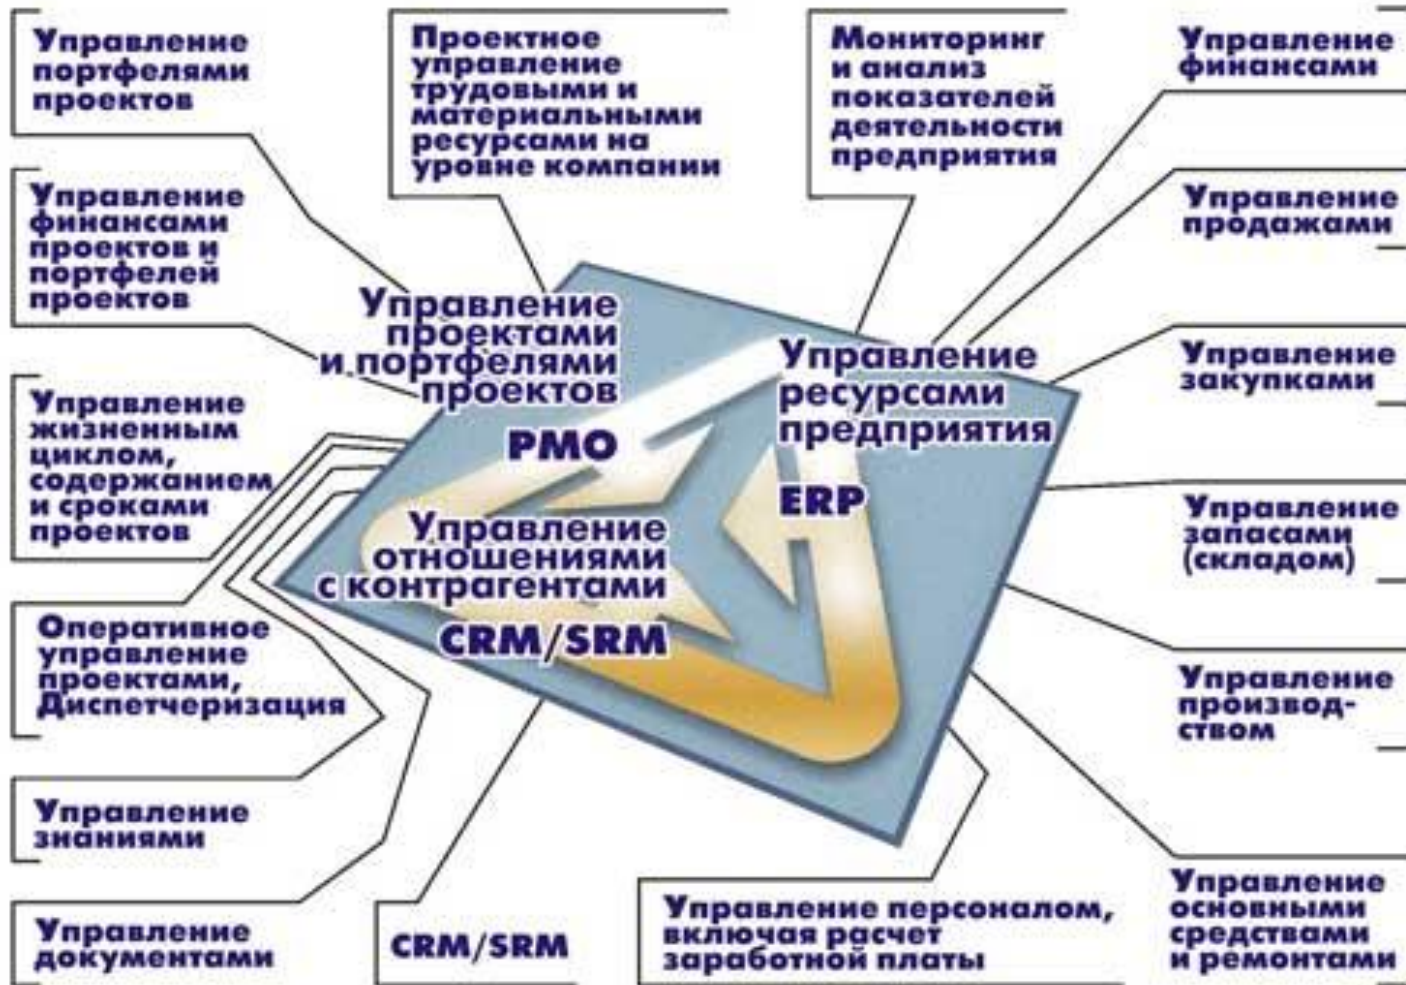 Управление
портфелями
проектов
Проектное
управление
трудовыми и
материальными
ресурсами на
уровне компании
Мониторинг
и анализ
показателей
деятельности
предприятия
Управление
финансами
Управление
финансами
проектов и
портфелей
проектов
Управление
продажами
Управление
проектами
и портфелями
проектов
PMO
Управление
ресурсами
предприятия
ERP
Управление
закупками
Управление
жизненным
циклом,
содержанием
и сроками
проектов
Управление
отношениями
с контрагентами
CRM/SRM
Управление
запасами
(складом)
Оперативное
управление
проектами,
Диспетчеризация
Управление
производ-
ством
Управление
знаниями
Управление
документами
CRM/SRM
Управление персоналом,
включая расчет
заработной платы
Управление
основными
средствами
и ремонтами